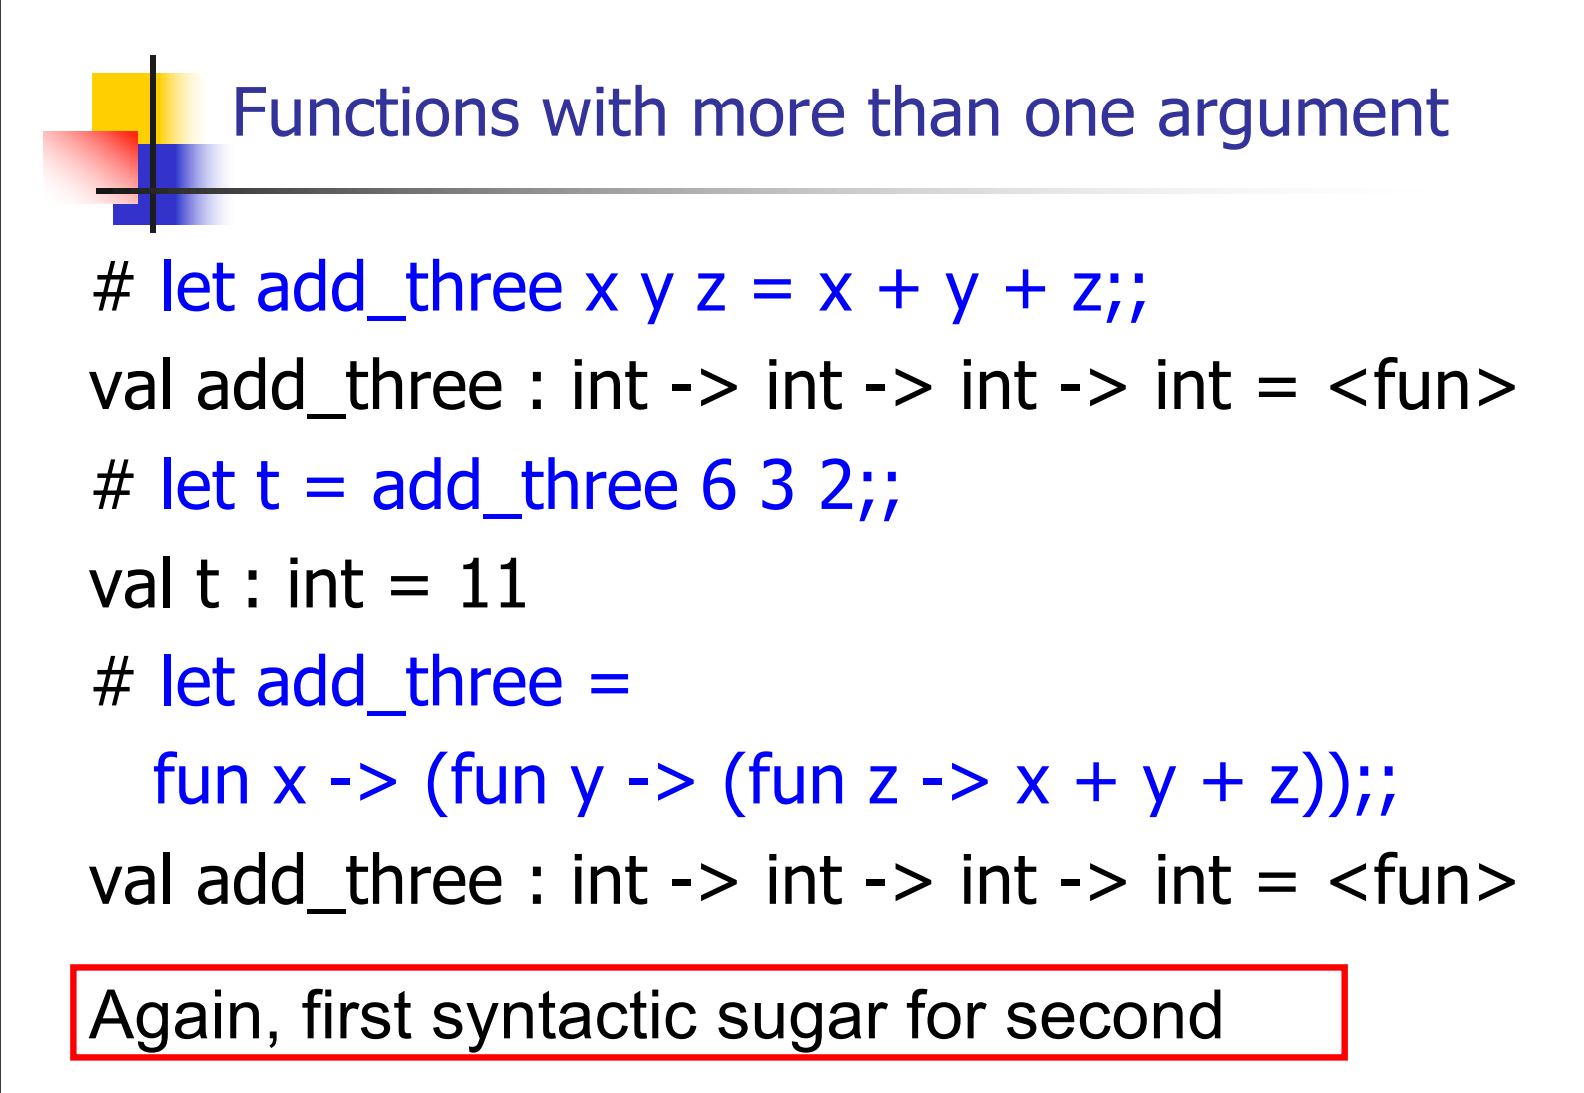 Functions with more than one argument
# let add_three x y z = x + y + z;;
val add_three : int -> int -> int -> int = <fun>
# let t = add_three 6 3 2;;
val t : int = 11
# let add_three =
fun x -> (fun y -> (fun z -> x + y + z));;
val add_three : int -> int -> int -> int = <fun>
Again, first syntactic sugar for second